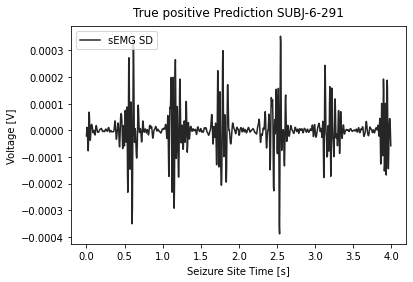 True positive Prediction SUBJ-6-291
sEMG SD
0.0003
0.0002
0.0001
0.0000
−0.0001
−0.0002
−0.0003
−0.0004
Voltage [V]
0.0 0.5 1.0 1.5 2.0 2.5 3.0 3.5 4.0
Seizure Site Time [s]